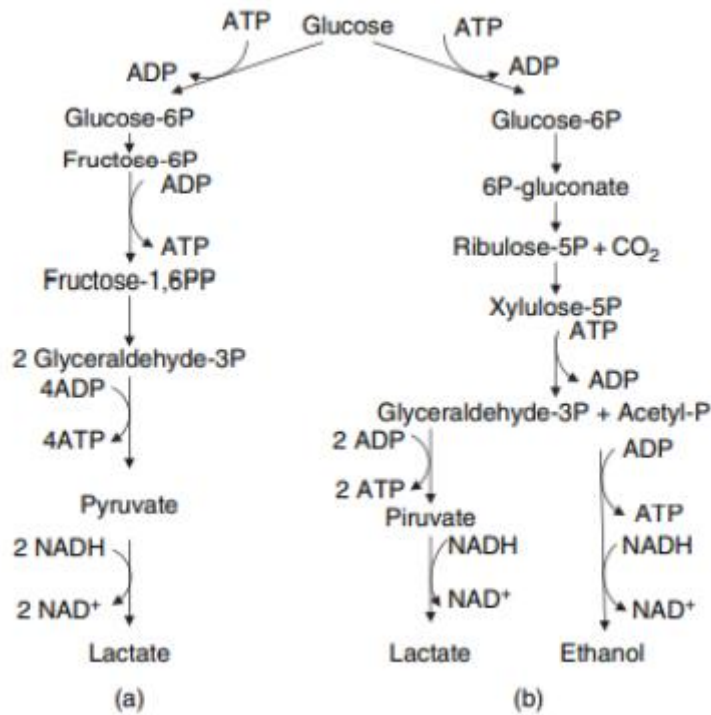 ATP Glucose ATP
ADP ADP
Glucose-6P
Fructose-6P
ADP
ATP
Fructose-1,6PP
2 Glyceraldehyde-3P
4ADP
4ATP
Pyruvate
2 NADH
2 NAD⁺
Lactate
(a)
Glucose-6P
6P-gluconate
Ribulose-5P + CO₂
Xylulose-5P
ATP
ADP
Glyceraldehyde-3P + Acetyl-P
2 ADP ADP
2 ATP ATP
Piruvate
NADH NADH
NAD⁺ NAD⁺
Lactate Ethanol
(b)